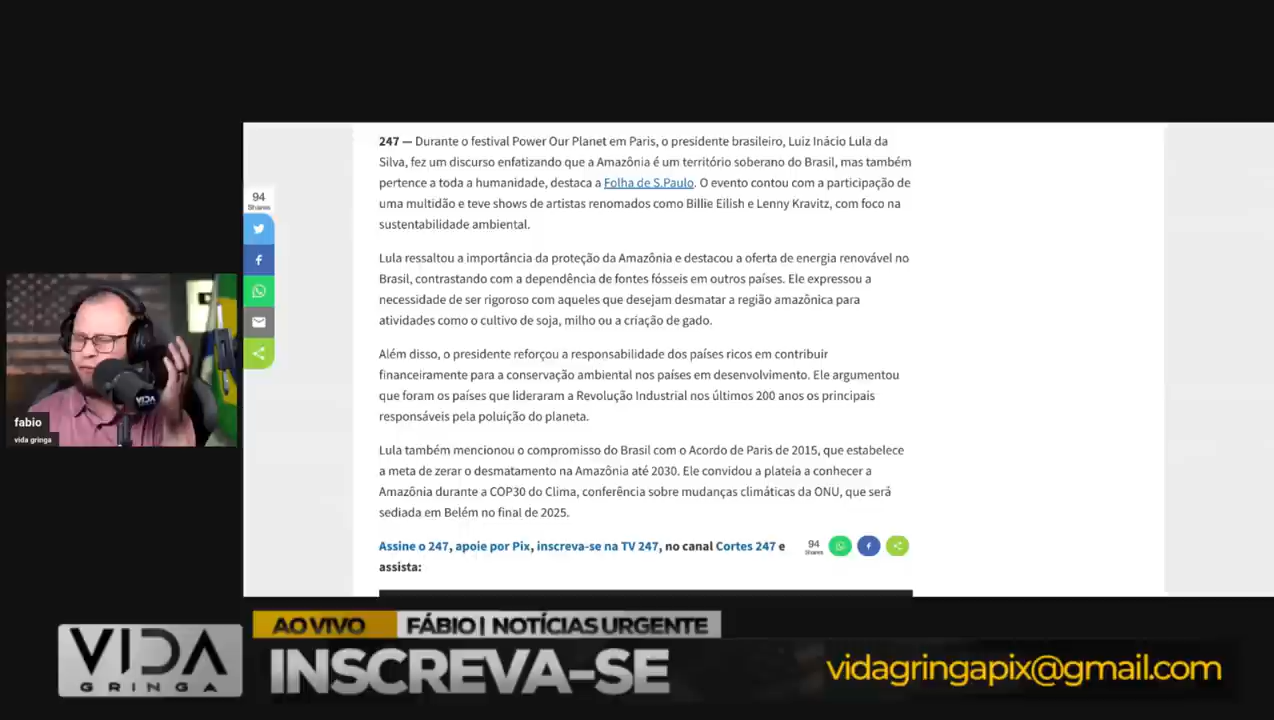 247 — Durante o festival Power Our Planet em Paris, o presidente brasileiro, Luiz Inácio Lula da
Silva, fez um discurso enfatizando que a Amazônia é um território soberano do Brasil, mas também
pertence a toda a humanidade, destaca a Folha de S.Paulo. O evento contou com a participação de
uma multidão e teve shows de artistas renomados como Billie Eilish e Lenny Kravitz, com foco na
sustentabilidade ambiental.
94
Shares
Lula ressaltou a importância da proteção da Amazônia e destacou a oferta de energia renovável no
Brasil, contrastando com a dependência de fontes fósseis em outros países. Ele expressou a
necessidade de ser rigoroso com aqueles que desejam desmatar a região amazônica para
atividades como o cultivo de soja, milho ou a criação de gado.
Além disso, o presidente reforçou a responsabilidade dos países ricos em contribuir
financeiramente para a conservação ambiental nos países em desenvolvimento. Ele argumentou
que foram os países que lideraram a Revolução Industrial nos últimos 200 anos os principais
responsáveis pela poluição do planeta.
VIDA
fabio
vida gringa
Lula também mencionou o compromisso do Brasil com o Acordo de Paris de 2015, que estabelece
a meta de zerar o desmatamento na Amazônia até 2030. Ele convidou a plateia a conhecer a
Amazônia durante a COP30 do Clima, conferência sobre mudanças climáticas da ONU, que será
sediada em Belém no final de 2025.
Assine o 247, apoie por Pix, inscreva-se na TV 247, no canal Cortes 247 e
assista:
94
Shares
AO VIVO FÁBIO | NOTÍCIAS URGENTE
VIDA
GRINGA
INSCREVA-SE
vidagringapix@gmail.com